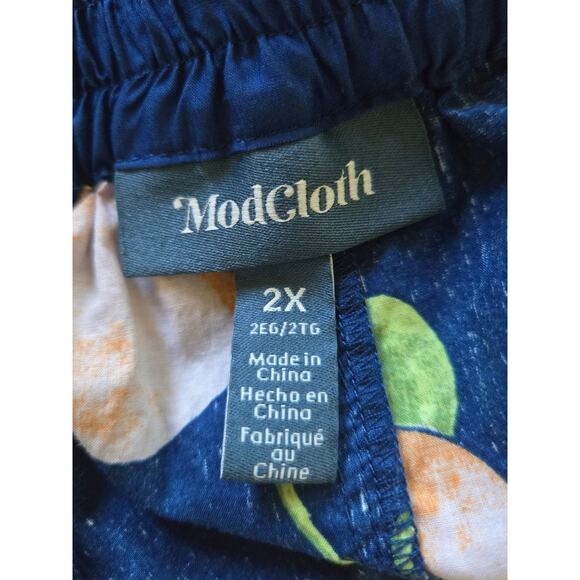 ModCloth
2X
2EG/2TG
Made in
China
Hecho en
China
Fabriqué
au
Chine